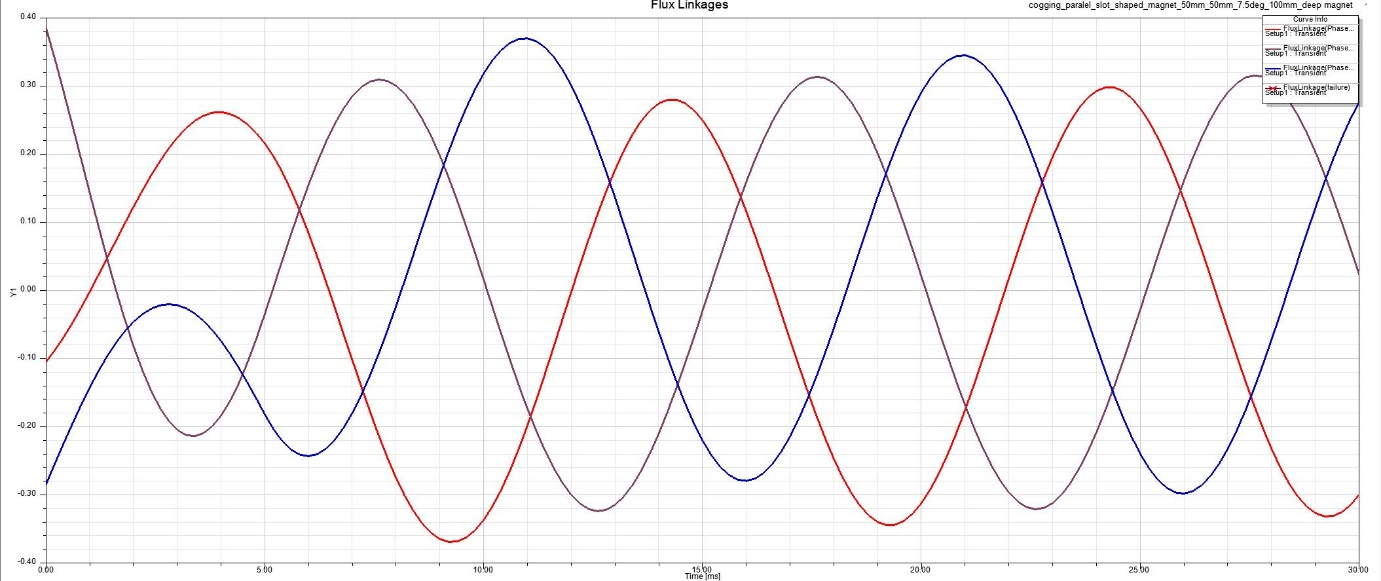 Flux Linkages
cogging_paralel_slot_shaped_magnet_50mm_50mm_7.5deg_100mm_deep magnet
Curve Info
FluxLinkage(Phase...
Setup1 : Transient
FluxLinkage(Phase...
Setup1 : Transient
FluxLinkage(Phase...
Setup1 : Transient
FluxLinkage(failure)
Setup1 : Transient
0.40
0.30
0.20
0.10
0.00
-0.10
-0.20
-0.30
-0.40
Y1
0.00 5.00 10.00 15.00 20.00 25.00 30.00
Time [ms]